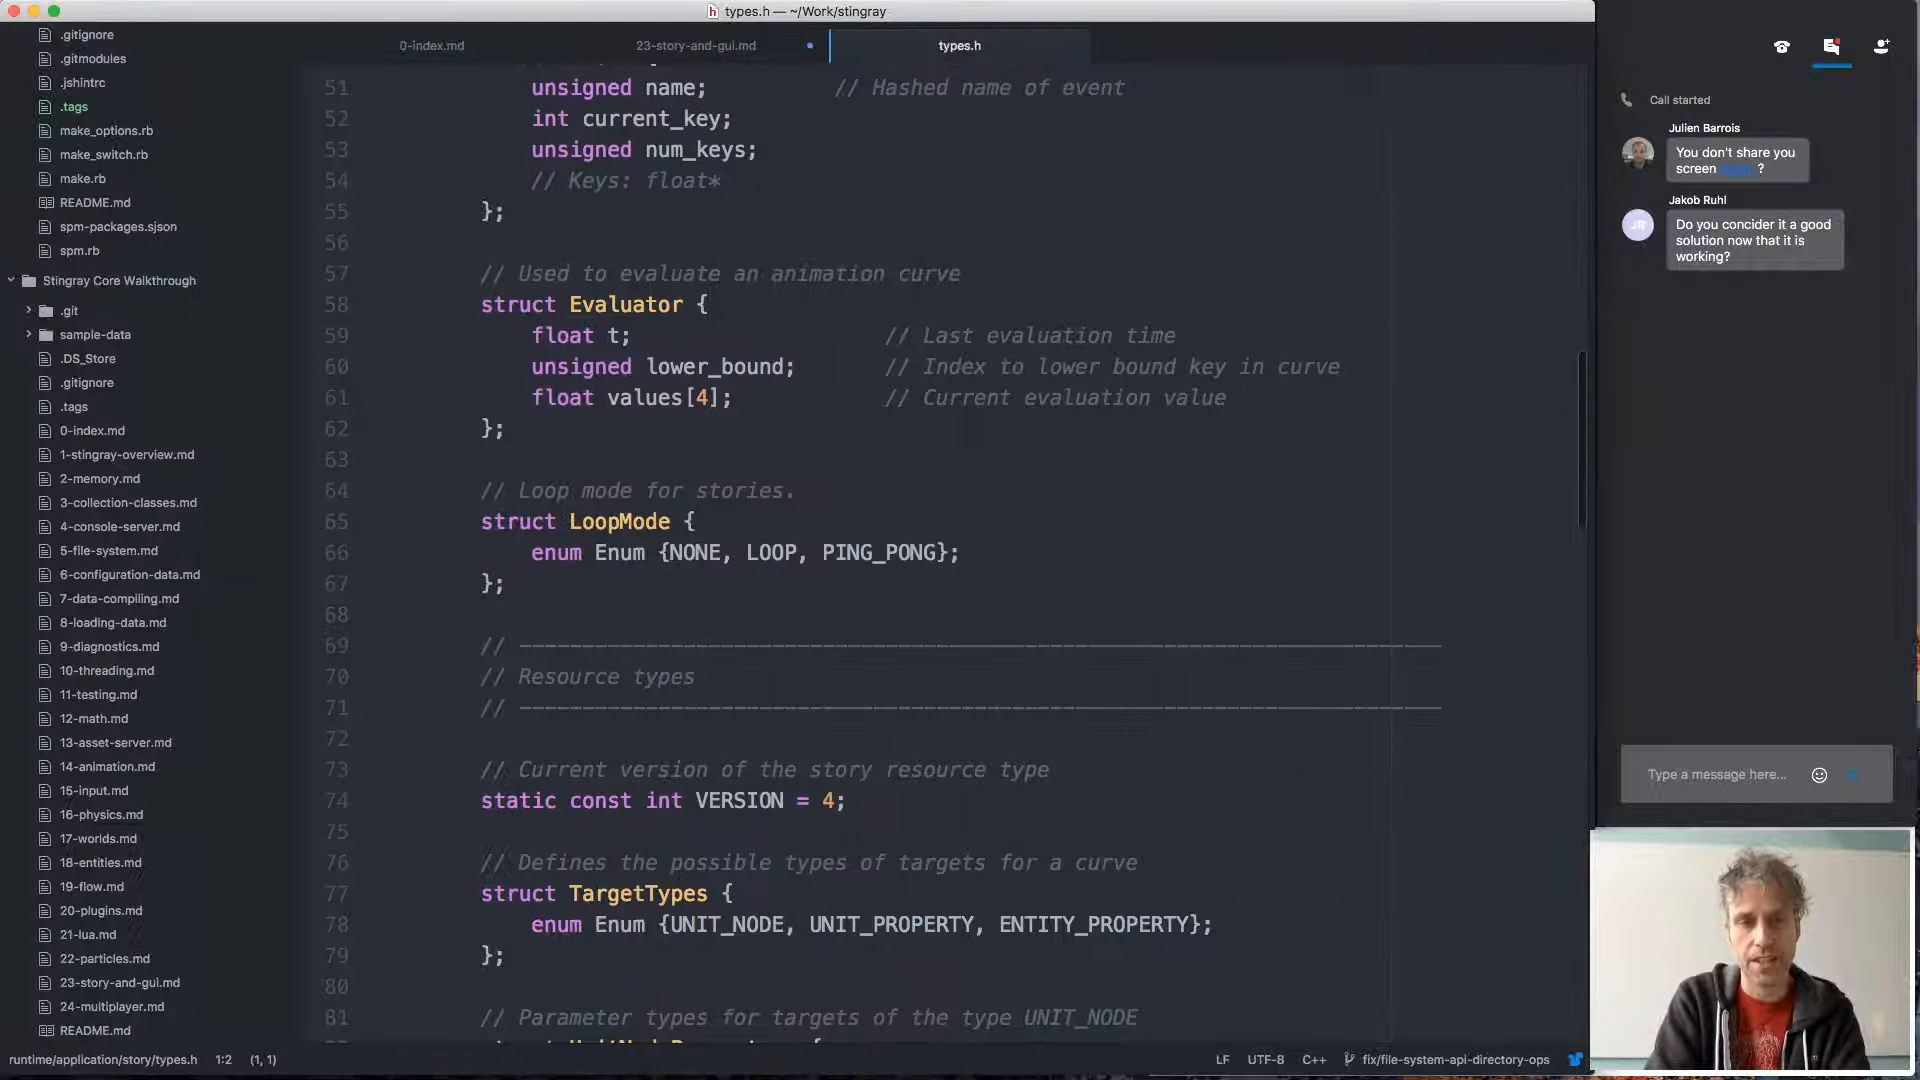 types.h — ~/Work/stingray
0-index.md
23-story-and-gui.md
types.h
.gitignore
.gitmodules
.jshintrc
.tags
make_options.rb
make_switch.rb
make.rb
README.md
spm-packages.sjson
spm.rb
Stingray Core Walkthrough
.git
sample-data
.DS_Store
.gitignore
.tags
0-index.md
1-stingray-overview.md
2-memory.md
3-collection-classes.md
4-console-server.md
5-file-system.md
6-configuration-data.md
7-data-compiling.md
8-loading-data.md
9-diagnostics.md
10-threading.md
11-testing.md
12-math.md
13-asset-server.md
14-animation.md
15-input.md
16-physics.md
17-worlds.md
18-entities.md
19-flow.md
20-plugins.md
21-lua.md
22-particles.md
23-story-and-gui.md
24-multiplayer.md
README.md
51 unsigned name; // Hashed name of event
52 int current_key;
53 unsigned num_keys;
54 // Keys: float*
55 };
56
57 // Used to evaluate an animation curve
58 struct Evaluator {
59 float t; // Last evaluation time
60 unsigned lower_bound; // Index to lower bound key in curve
61 float values[4]; // Current evaluation value
62 };
63
64 // Loop mode for stories.
65 struct LoopMode {
66 enum Enum {NONE, LOOP, PING_PONG};
67 };
68
69 // ---------------------------------------------------------------------------
70 // Resource types
71 // ---------------------------------------------------------------------------
72
73 // Current version of the story resource type
74 static const int VERSION = 4;
75
76 // Defines the possible types of targets for a curve
77 struct TargetTypes {
78 enum Enum {UNIT_NODE, UNIT_PROPERTY, ENTITY_PROPERTY};
79 };
80
81 // Parameter types for targets of the type UNIT_NODE
runtime/application/story/types.h 1:2 (1, 1)
LF UTF-8 C++ fix/file-system-api-directory-ops
Call started
Julien Barrois
You don't share you
screen ?
Jakob Ruhl
JR
Do you concider it a good
solution now that it is
working?
Type a message here...